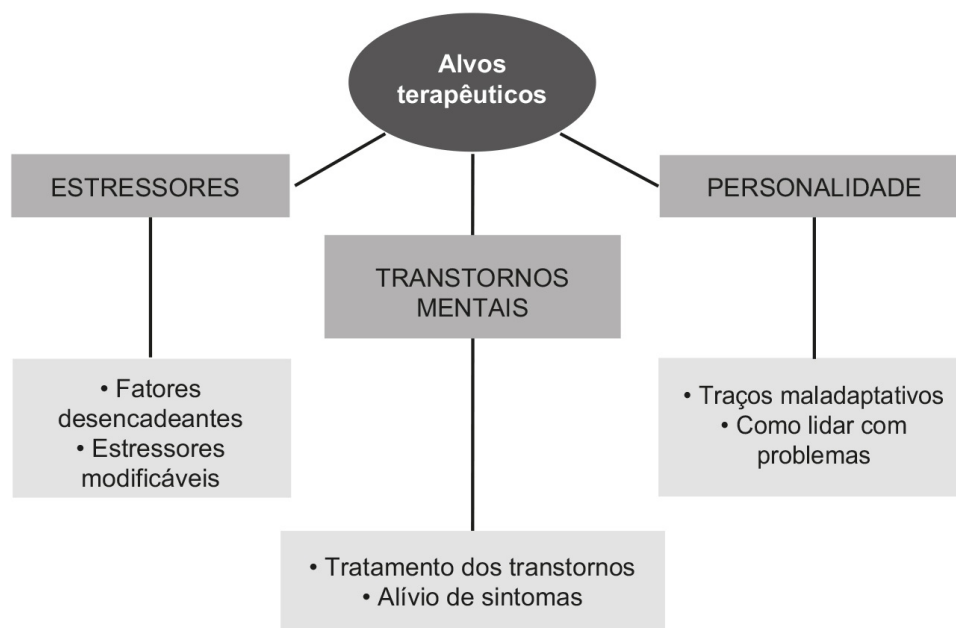 Alvos
terapêuticos
ESTRESSORES
PERSONALIDADE
TRANSTORNOS
MENTAIS
• Fatores
desencadeantes
• Estressores
modificáveis
• Traços maladaptativos
• Como lidar com
problemas
• Tratamento dos transtornos
• Alívio de sintomas